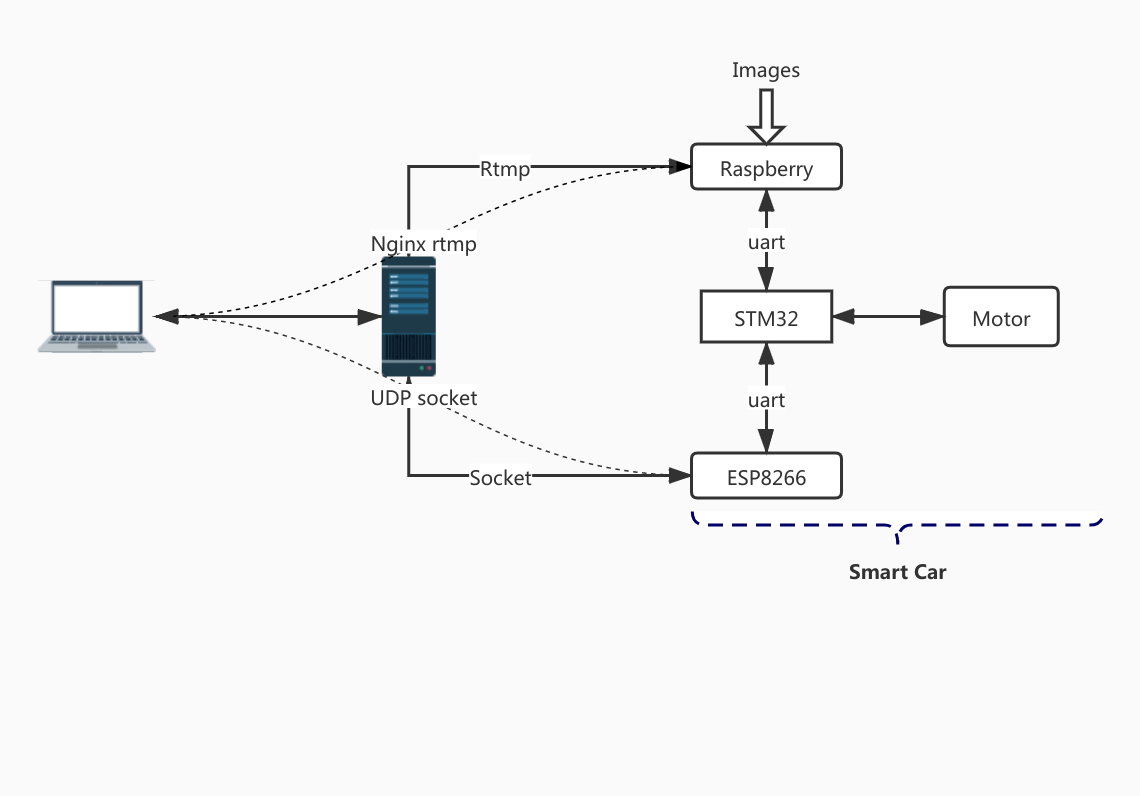 Images
Rtmp
Raspberry
Nginx rtmp
uart
STM32
Motor
UDP socket
uart
Socket
ESP8266
Smart Car